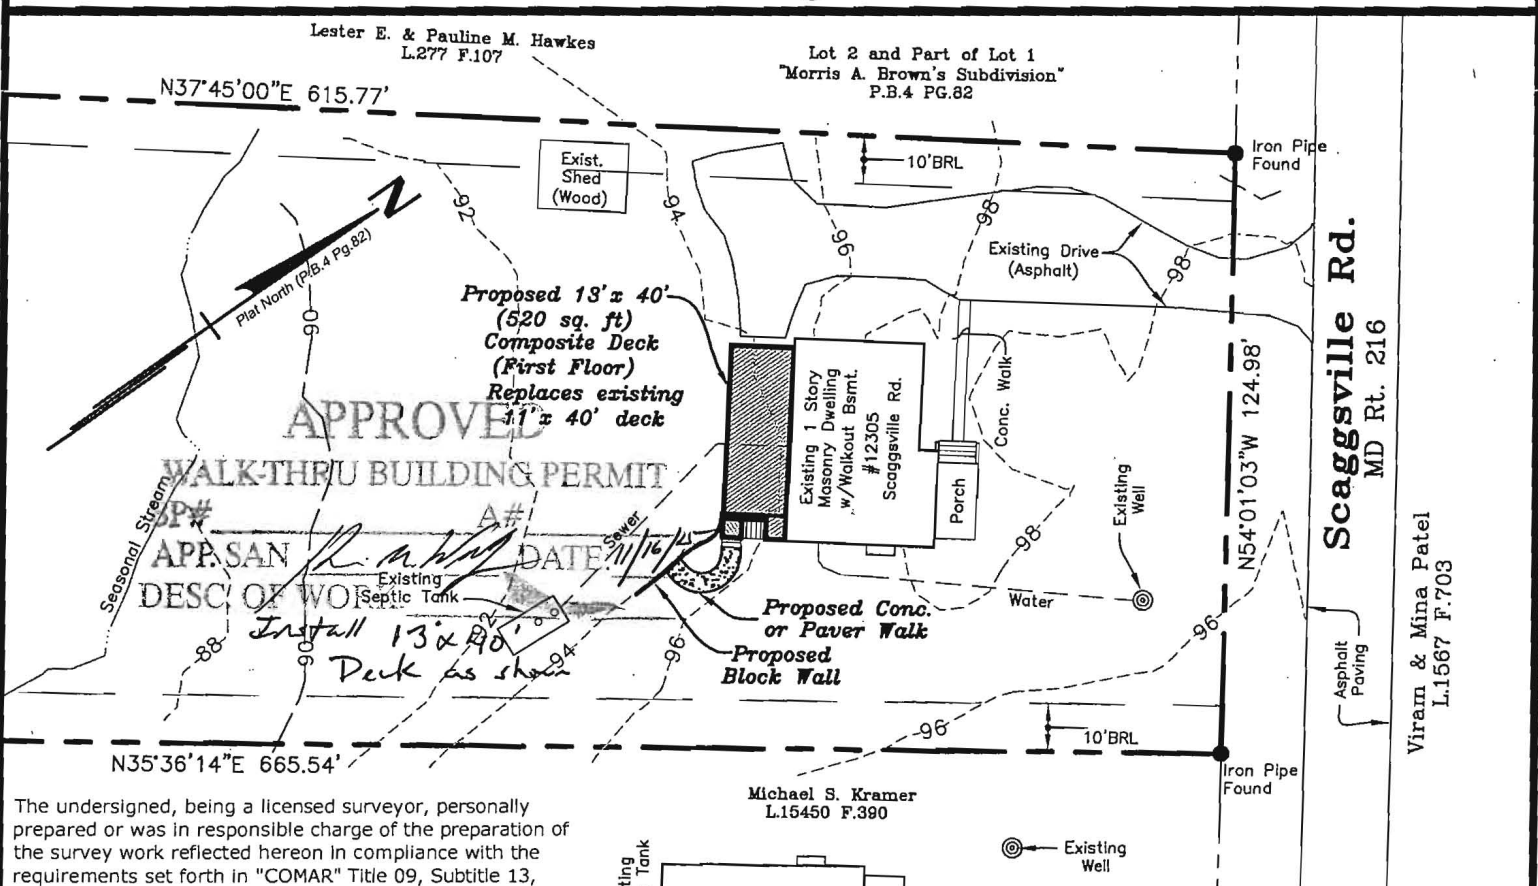 Lester E. & Pauline M. Hawkes
L.277 F.107
Lot 2 and Part of Lot 1
"Morris A. Brown's Subdivision"
P.B.4 PG.82
N37°45'00"E 615.77'
Iron Pipe
Found
10'BRL
Exist.
Shed
(Wood)
92
94
96
98
98
Existing Drive
(Asphalt)
N
Plat North (P.B.4 Pg.82)
90
Proposed 13'x 40'
(520 sq. ft)
Composite Deck
(First Floor)
Replaces existing
11'x 40' deck
Existing 1 Story
Masonry Dwelling
w/Walkout Bsmt.
#12305
Scaggsville Rd.
Conc. Walk
Porch
Existing
Well
98
N54°01'03"W 124.98'
Scaggsville Rd.
MD Rt. 216
APPROVED
WALK-THRU BUILDING PERMIT
BP# A#
APP. SAN DATE 11/16/15
DESC. OF WORK
Install 13'x 40'
Deck as shown
Seasonal Stream
Sewer
Existing
Septic Tank
88
90
92
94
96
Water
Proposed Conc.
or Paver Walk
Proposed
Block Wall
96
96
Asphalt
Paving
Viram & Mina Patel
L.1567 F.703
10'BRL
N35°36'14"E 665.54'
Iron Pipe
Found
Michael S. Kramer
L.15450 F.390
The undersigned, being a licensed surveyor, personally
prepared or was in responsible charge of the preparation of
the survey work reflected hereon in compliance with the
requirements set forth in "COMAR" Title 09, Subtitle 13,
Tank
Existing
Well